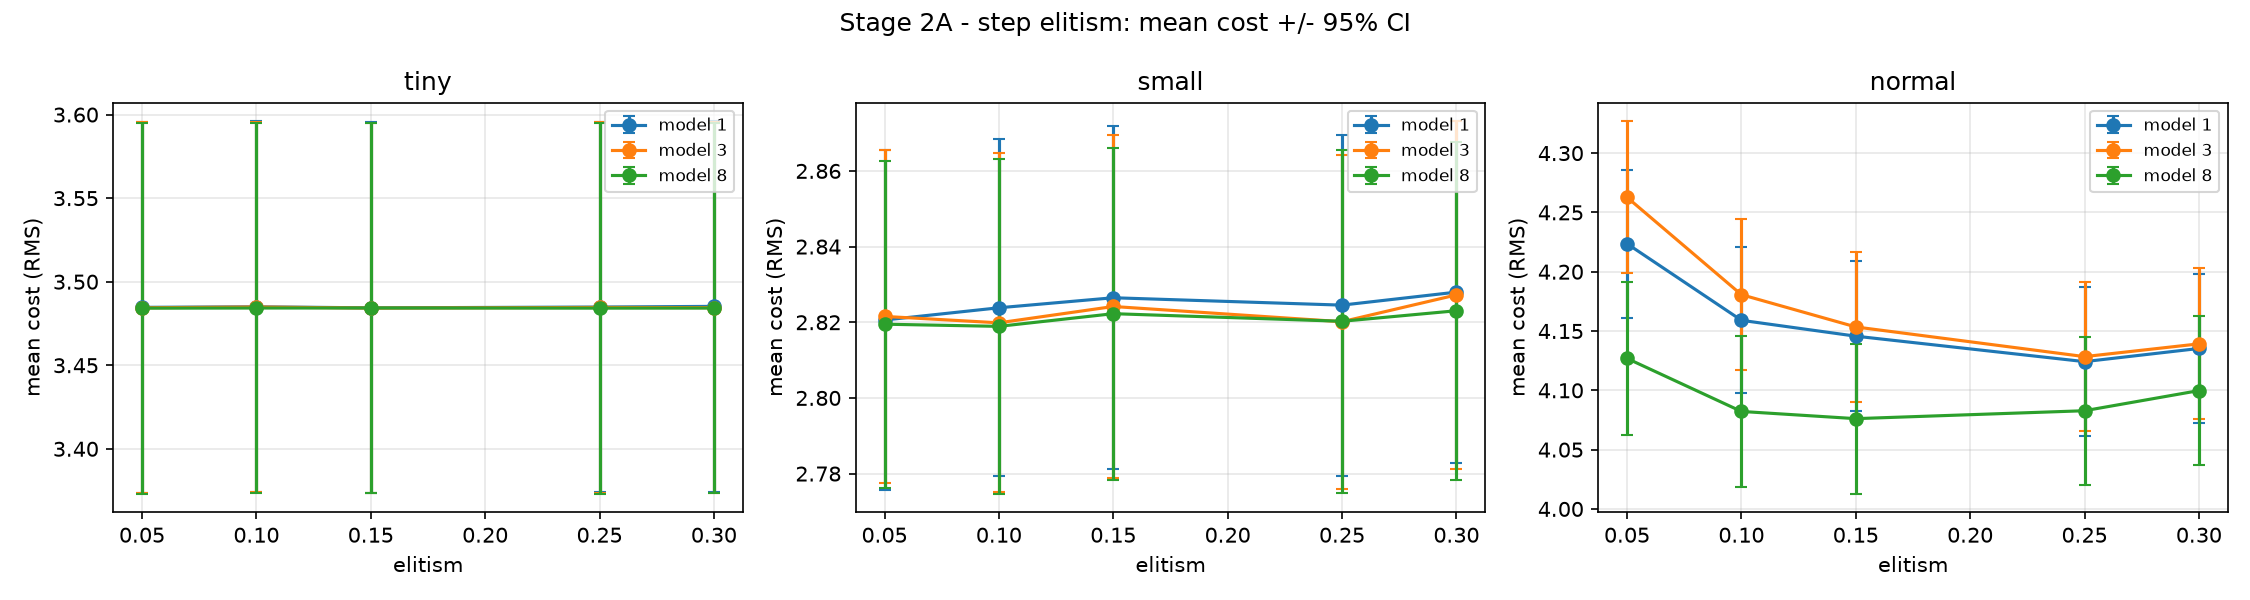 Stage 2A - step elitism: mean cost +/- 95% CI
tiny
mean cost (RMS)
3.60
3.55
3.50
3.45
3.40
model 1
model 3
model 8
0.05 0.10 0.15 0.20 0.25 0.30
elitism
small
mean cost (RMS)
2.86
2.84
2.82
2.80
2.78
model 1
model 3
model 8
0.05 0.10 0.15 0.20 0.25 0.30
elitism
normal
mean cost (RMS)
4.30
4.25
4.20
4.15
4.10
4.05
4.00
model 1
model 3
model 8
0.05 0.10 0.15 0.20 0.25 0.30
elitism